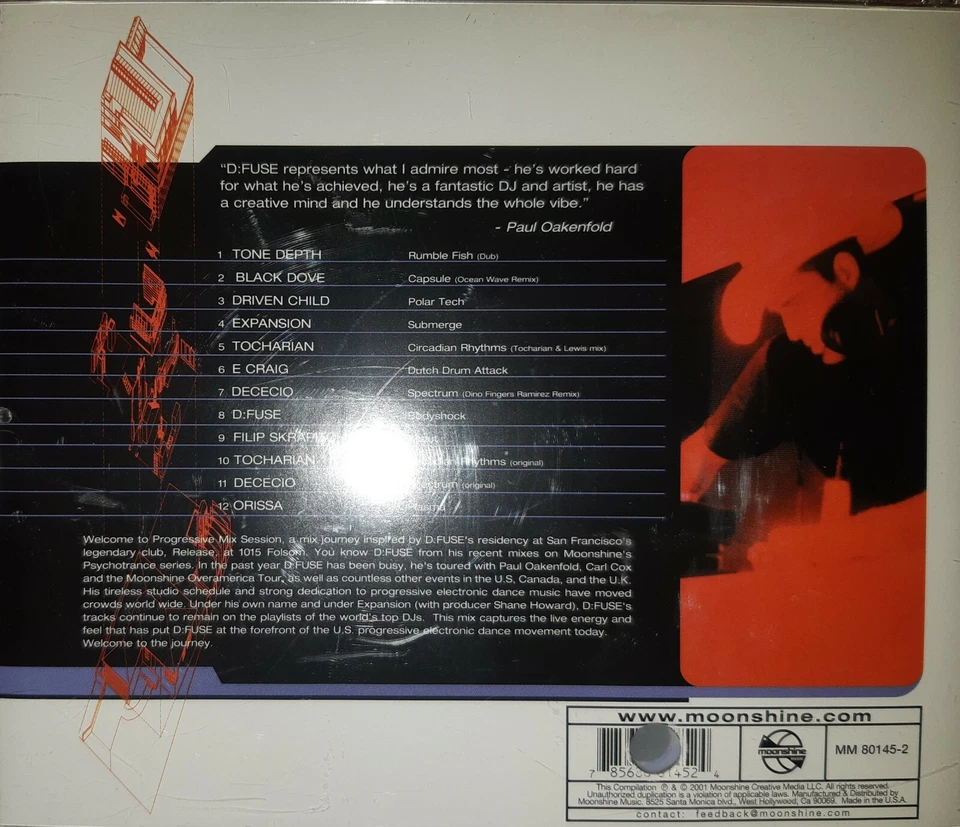 "D:FUSE represents what I admire most - he's worked hard
for what he's achieved, he's a fantastic DJ and artist, he has
a creative mind and he understands the whole vibe."
- Paul Oakenfold
1 TONE DEPTH Rumble Fish (Dub)
2 BLACK DOVE Capsule (Ocean Wave Remix)
3 DRIVEN CHILD Polar Tech
4 EXPANSION Submerge
5 TOCHARIAN Circadian Rhythms (Tocharian & Lewis mix)
6 E CRAIG Dutch Drum Attack
7 DECECIO Spectrum (Dino Fingers Ramirez Remix)
8 D:FUSE Bodyshock
9 FILIP
10 TOCHARIAN Rhythms (original)
11 DECECIO Spectrum (original)
12 ORISSA Plasma
Welcome to Progressive Mix Session, a mix journey inspired by D:FUSE's residency at San Francisco's
legendary club, Release, at 1015 Folsom. You know D:FUSE from his recent mixes on Moonshine's
Psychotrance series. In the past year D:FUSE has been busy, he's toured with Paul Oakenfold, Carl Cox
and the Moonshine Overamerica Tour, as well as countless other events in the U.S, Canada, and the U.K.
His tireless studio schedule and strong dedication to progressive electronic dance music have moved
crowds world wide. Under his own name and under Expansion (with producer Shane Howard), D:FUSE's
tracks continue to remain on the playlists of the world's top DJs. This mix captures the live energy and
feel that has put D:FUSE at the forefront of the U.S. progressive electronic dance movement today.
Welcome to the journey.
www.moonshine.com
moonshine
MM 80145-2
This Compilation ℗ & © 2001 Moonshine Creative Media LLC. All rights reserved.
Unauthorized duplication is a violation of applicable laws. Manufactured & Distributed by
Moonshine Music. 8525 Santa Monica blvd., West Hollywood, Ca 90069. Made in the U.S.A.
contact: feedback@moonshine.com